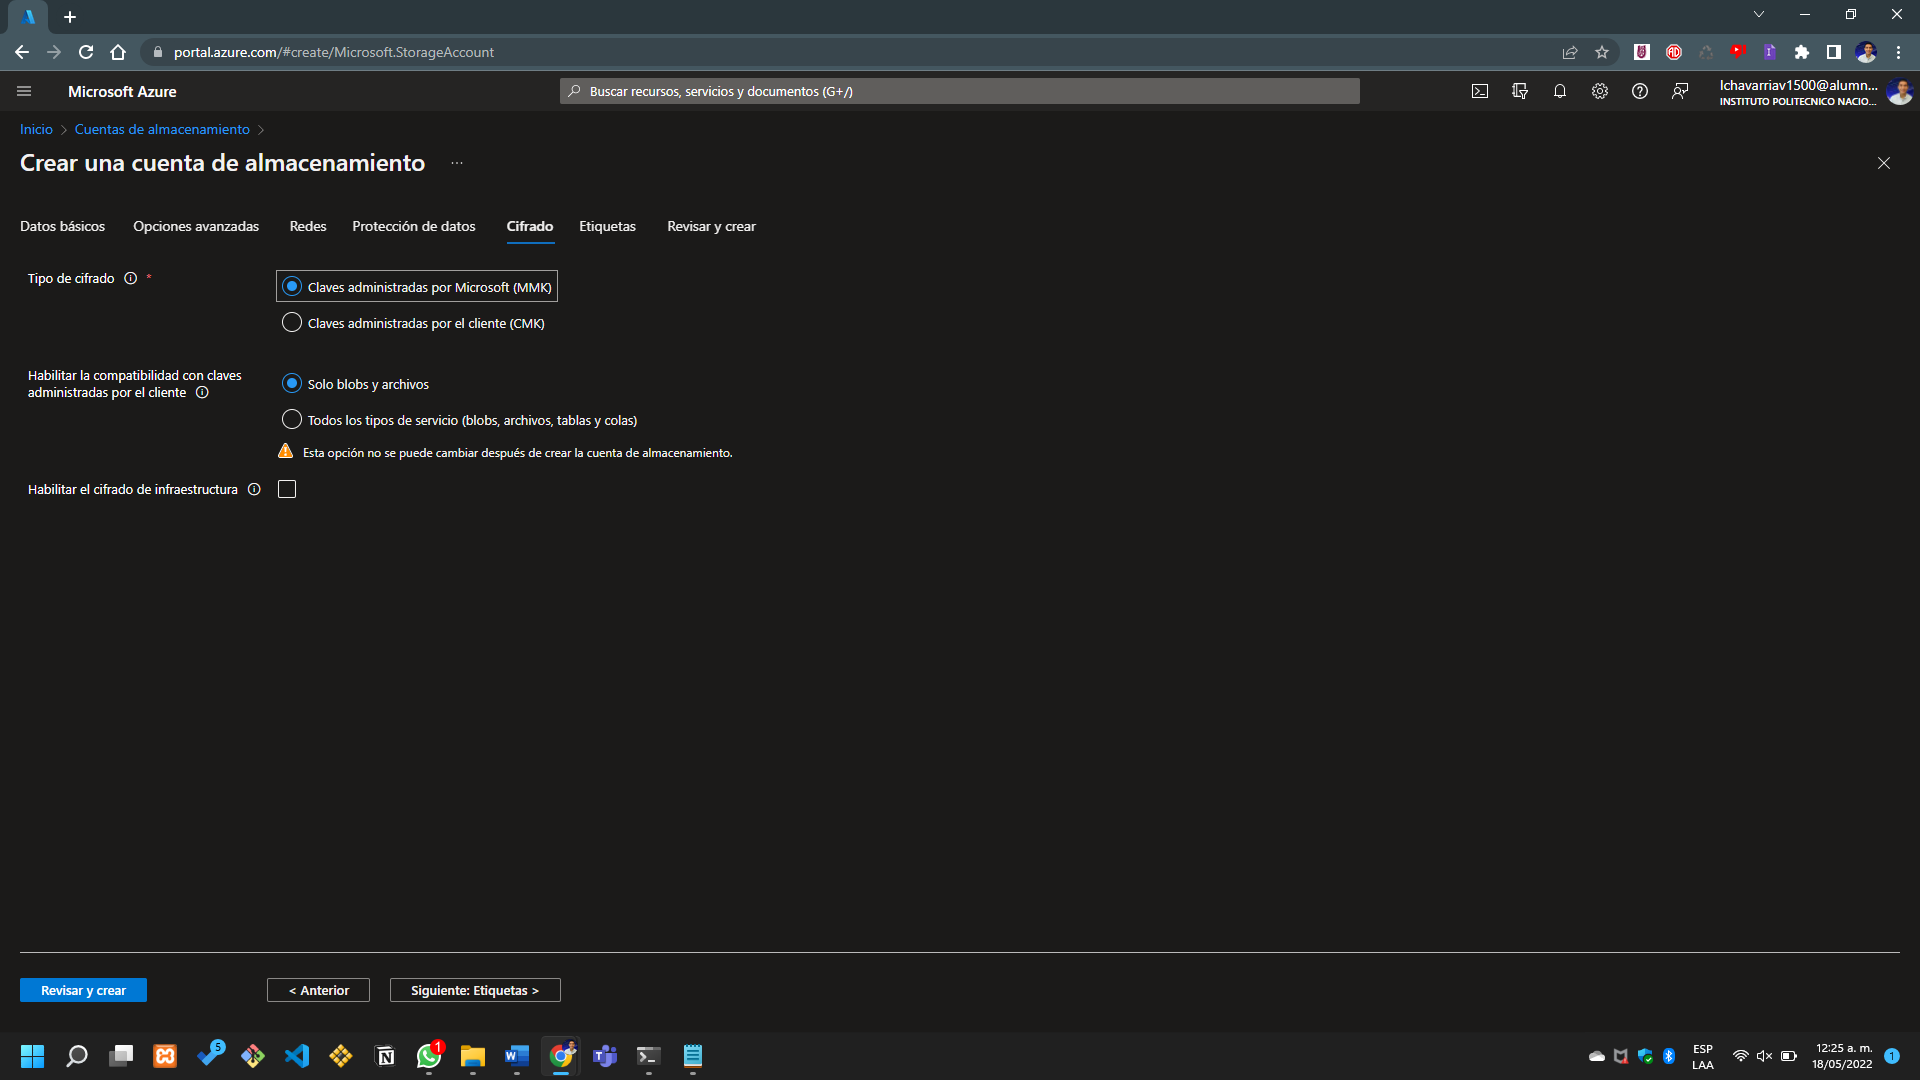 portal.azure.com/#create/Microsoft.StorageAccount
Microsoft Azure
Buscar recursos, servicios y documentos (G+/)
lchavarriav1500@alumn...
INSTITUTO POLITECNICO NACIO...
Inicio
Cuentas de almacenamiento
Crear una cuenta de almacenamiento
...
Datos básicos
Opciones avanzadas
Redes
Protección de datos
Cifrado
Etiquetas
Revisar y crear
Tipo de cifrado *
Claves administradas por Microsoft (MMK)
Claves administradas por el cliente (CMK)
Habilitar la compatibilidad con claves
administradas por el cliente
Solo blobs y archivos
Todos los tipos de servicio (blobs, archivos, tablas y colas)
Esta opción no se puede cambiar después de crear la cuenta de almacenamiento.
Habilitar el cifrado de infraestructura
Revisar y crear
< Anterior
Siguiente: Etiquetas >
5
1
ESP
LAA
12:25 a. m.
18/05/2022
1